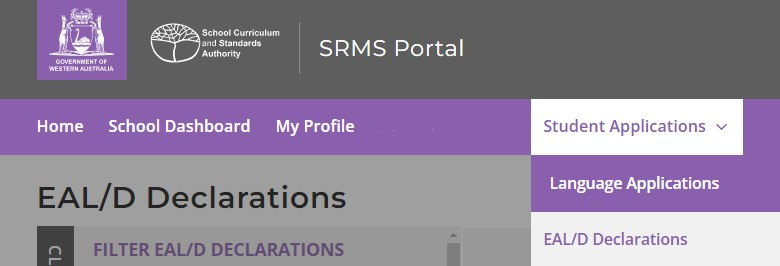 GOVERNMENT OF
WESTERN AUSTRALIA
School Curriculum
and Standards
Authority
SRMS Portal
Home
School Dashboard
My Profile
Student Applications
Language Applications
EAL/D Declarations
EAL/D Declarations
FILTER EAL/D DECLARATIONS
CL